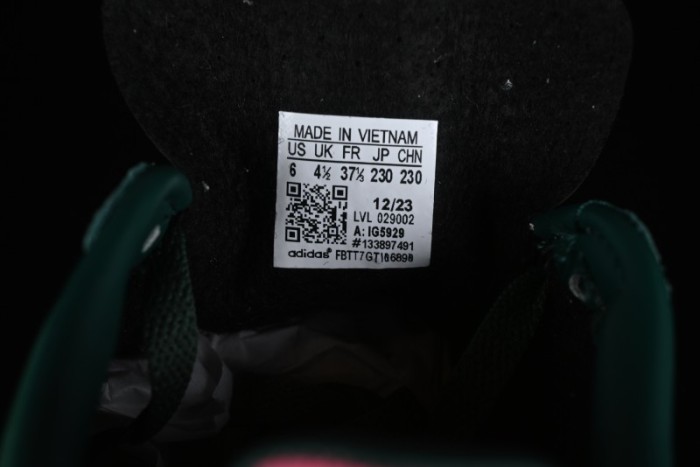 MADE IN VIETNAM
US UK FR JP CHN
6 4½ 37⅓ 230 230
12/23
LVL 029002
A: IG5929
#133897491
adidas®